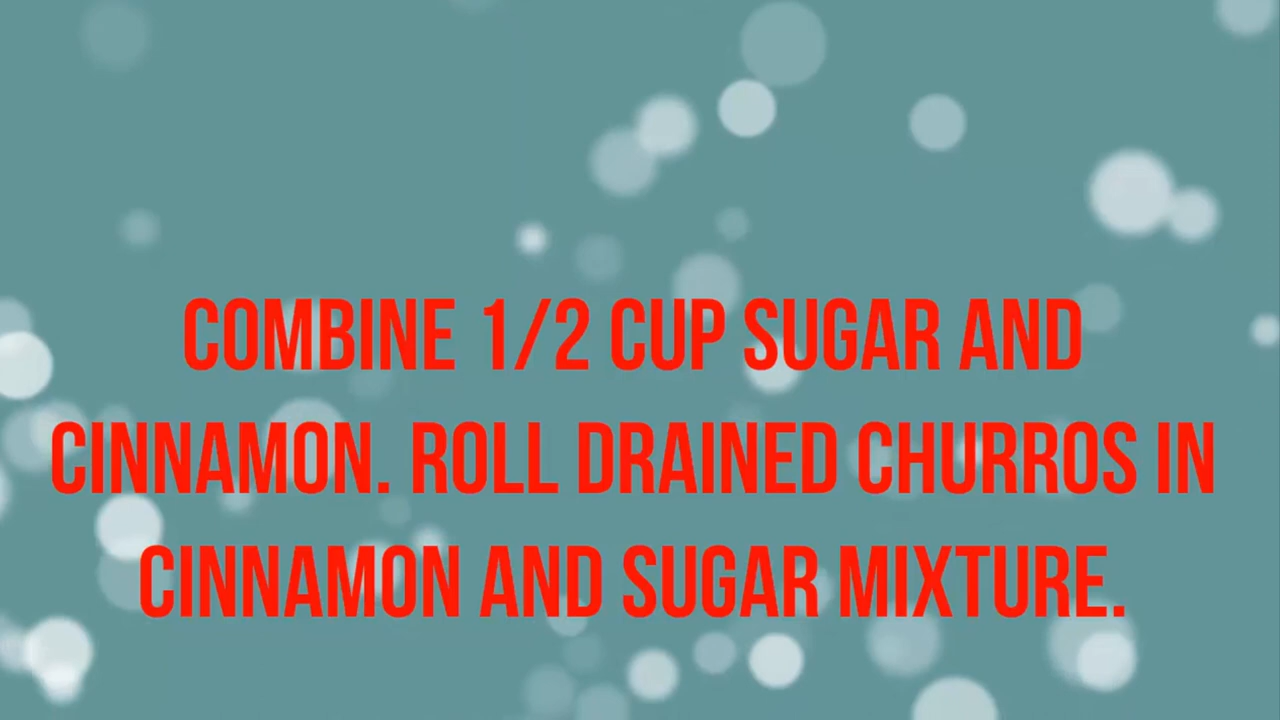 COMBINE 1/2 CUP SUGAR AND
CINNAMON. ROLL DRAINED CHURROS IN
CINNAMON AND SUGAR MIXTURE.